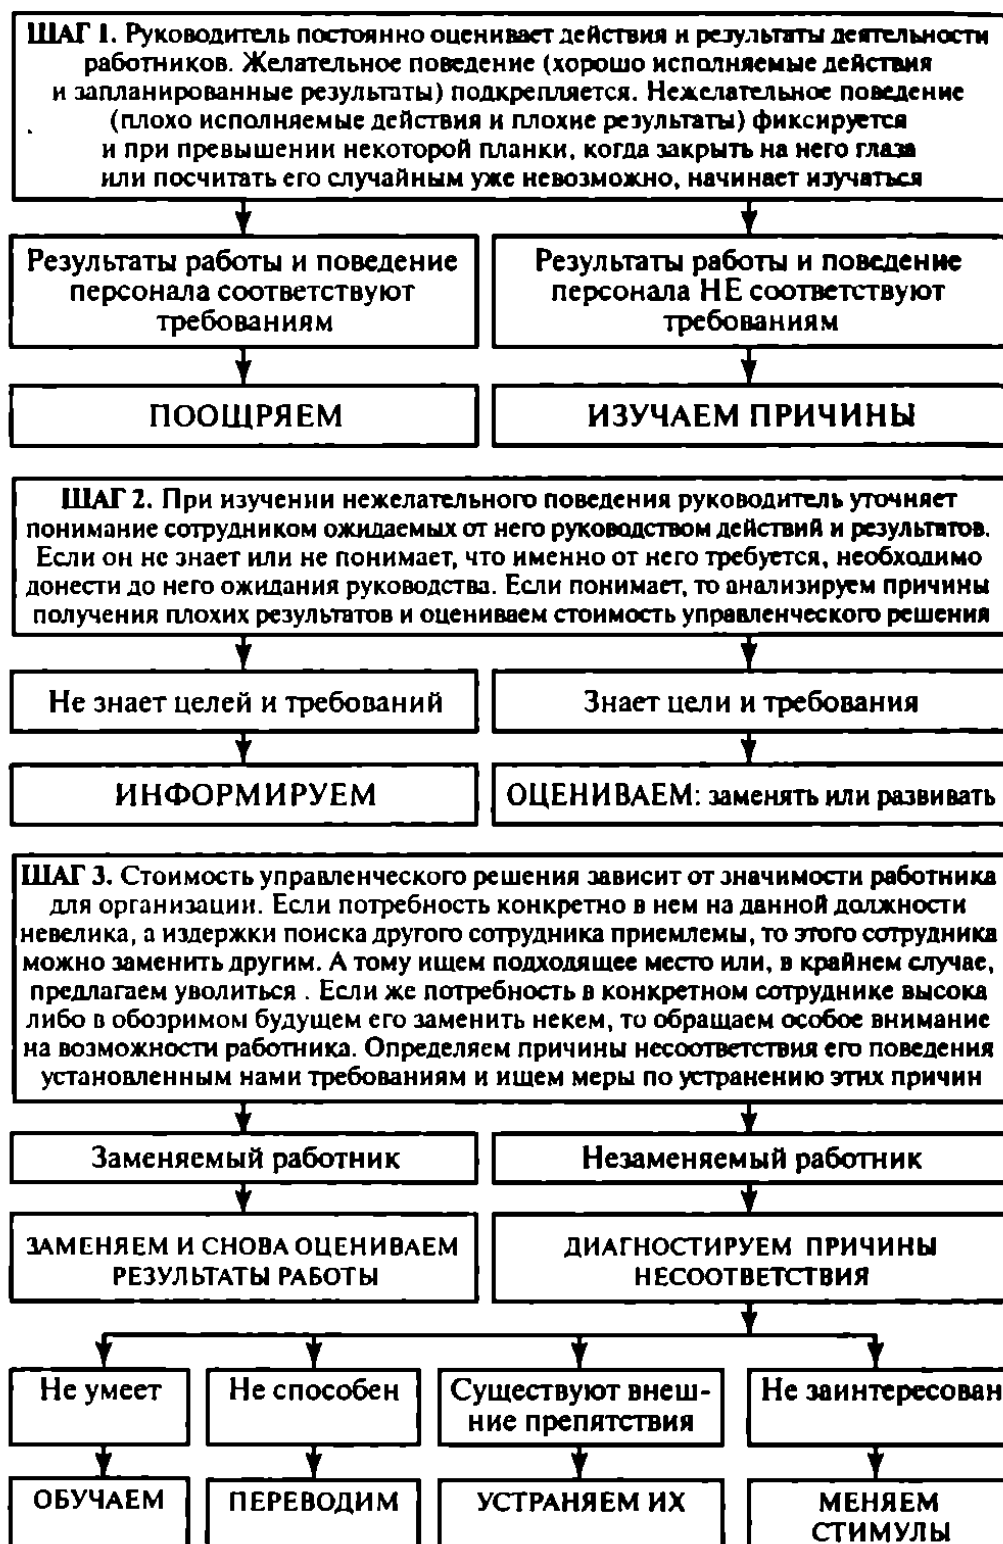 ШАГ 1. Руководитель постоянно оценивает действия и результаты деятельности
работников. Желательное поведение (хорошо исполняемые действия
и запланированные результаты) подкрепляется. Нежелательное поведение
(плохо исполняемые действия и плохие результаты) фиксируется
и при превышении некоторой планки, когда закрыть на него глаза
или посчитать его случайным уже невозможно, начинает изучаться
Результаты работы и поведение
персонала соответствуют
требованиям
Результаты работы и поведение
персонала НЕ соответствуют
требованиям
ПООЩРЯЕМ
ИЗУЧАЕМ ПРИЧИНЫ
ШАГ 2. При изучении нежелательного поведения руководитель уточняет
понимание сотрудником ожидаемых от него руководством действий и результатов.
Если он не знает или не понимает, что именно от него требуется, необходимо
донести до него ожидания руководства. Если понимает, то анализируем причины
получения плохих результатов и оцениваем стоимость управленческого решения
Не знает целей и требований
Знает цели и требования
ИНФОРМИРУЕМ
ОЦЕНИВАЕМ: заменять или развивать
ШАГ 3. Стоимость управленческого решения зависит от значимости работника
для организации. Если потребность конкретно в нем на данной должности
невелика, а издержки поиска другого сотрудника приемлемы, то этого сотрудника
можно заменить другим. А тому ищем подходящее место или, в крайнем случае,
предлагаем уволиться . Если же потребность в конкретном сотруднике высока
либо в обозримом будущем его заменить некем, то обращаем особое внимание
на возможности работника. Определяем причины несоответствия его поведения
установленным нами требованиям и ищем меры по устранению этих причин
Заменяемый работник
Незаменяемый работник
ЗАМЕНЯЕМ И СНОВА ОЦЕНИВАЕМ
РЕЗУЛЬТАТЫ РАБОТЫ
ДИАГНОСТИРУЕМ ПРИЧИНЫ
НЕСООТВЕТСТВИЯ
Не умеет
Не способен
Существуют внеш-
ние препятствия
Не заинтересован
ОБУЧАЕМ
ПЕРЕВОДИМ
УСТРАНЯЕМ ИХ
МЕНЯЕМ
СТИМУЛЫ